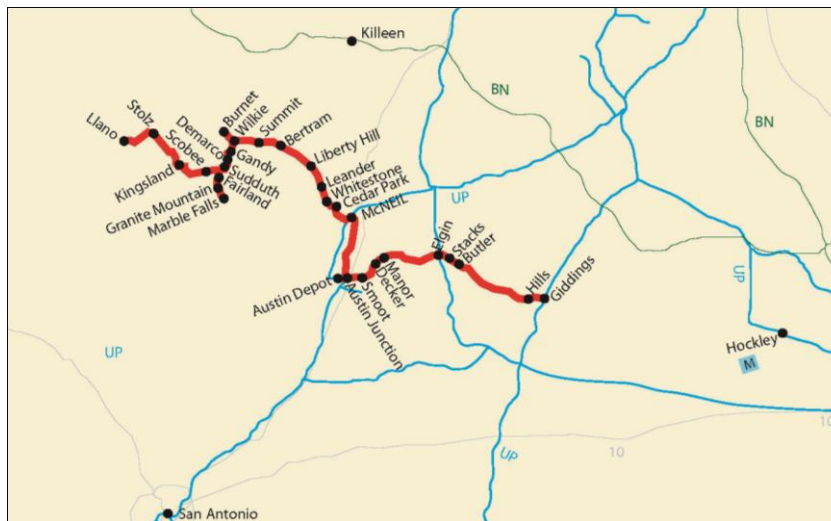 Killeen
BN
BN
Burnet
Wilkie
Summit
Bertram
Stolz
Llano
Scobee
Demarco
Gandy
Liberty Hill
Kingsland
Sudduth
Fairland
Leander
Whitestone
Cedar Park
Granite Mountain
Marble Falls
McNEIL
UP
Elgin
Stacks
Butler
Manor
Decker
Smoot
Austin Depot
Austin Junction
Hills
Giddings
UP
Hockley
UP
M
UP
10
10
San Antonio